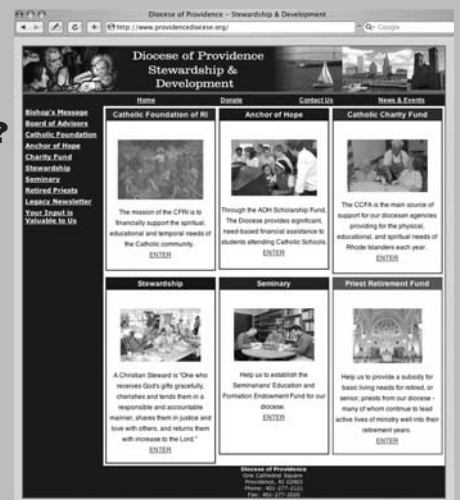 ?
Diocese of Providence – Stewardship & Development
http://www.providencediocese.org/
Q- Google
Diocese of Providence
Stewardship &
Development
Home Donate Contact Us News & Events
Bishop's Message
Board of Advisors
Catholic Foundation
Anchor of Hope
Charity Fund
Stewardship
Seminary
Retired Priests
Legacy Newsletter
Your Input is
Valuable to Us
Catholic Foundation of RI
The mission of the CFRI is to
financially support the spiritual,
educational and temporal needs of
the Catholic community.
ENTER
Anchor of Hope
Through the AOH Scholarship Fund,
The Diocese provides significant,
need-based financial assistance to
students attending Catholic Schools.
ENTER
Catholic Charity Fund
The CCFA is the main source of
support for our diocesan agencies
providing for the physical,
educational, and spiritual needs of
Rhode Islanders each year.
ENTER
Stewardship
A Christian Steward is "One who
receives God's gifts gracefully,
cherishes and tends them in a
responsible and accountable
manner, shares them in justice and
love with others, and returns them
with increase to the Lord."
ENTER
Seminary
Help us to establish the
Seminarians' Education and
Formation Endowment Fund for our
diocese.
ENTER
Priest Retirement Fund
Help us to provide a subsidy for
basic living needs for retired, or
senior, priests from our diocese -
many of whom continue to lead
active lives of ministry well into their
retirement years.
ENTER
Diocese of Providence
One Cathedral Square
Providence, RI 02903
Phone: 401-277-2121
Fax: 401-277-2020